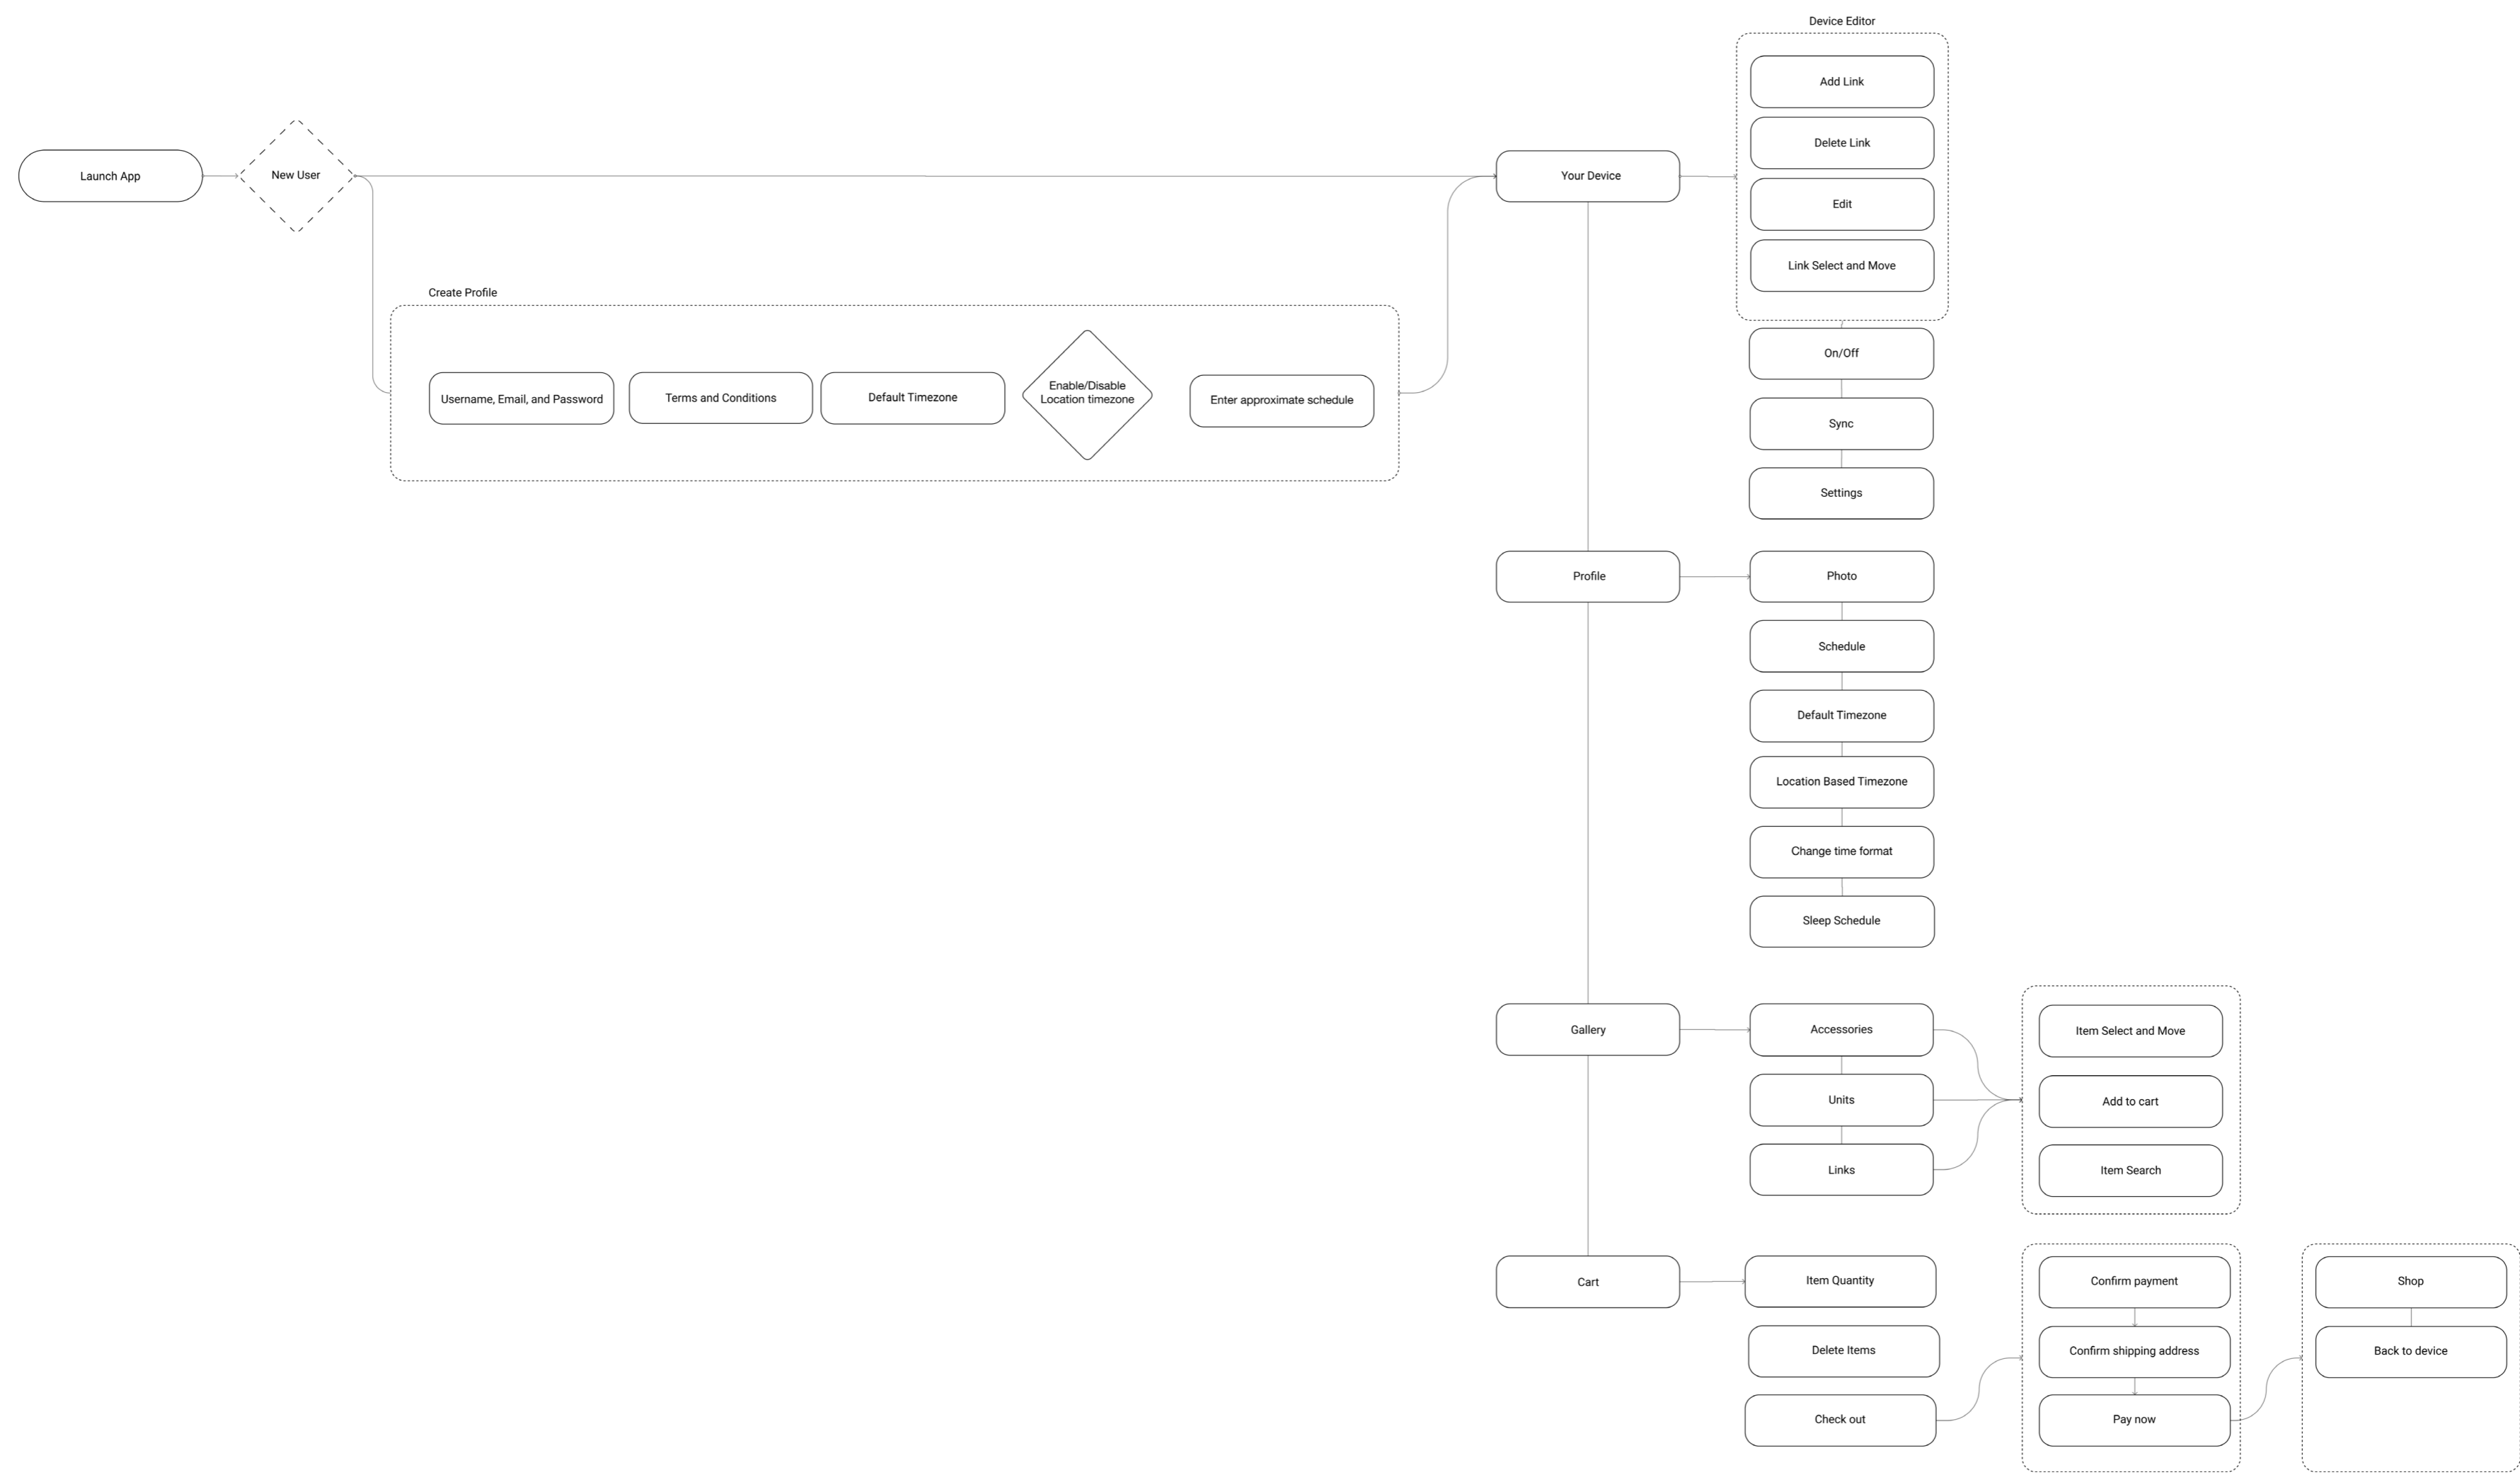 Device Editor
Add Link
Delete Link
Edit
Link Select and Move
Launch App
New User
Your Device
Create Profile
Username, Email, and Password
Terms and Conditions
Default Timezone
Enable/Disable
Location timezone
Enter approximate schedule
On/Off
Sync
Settings
Profile
Photo
Schedule
Default Timezone
Location Based Timezone
Change time format
Sleep Schedule
Gallery
Accessories
Units
Links
Item Select and Move
Add to cart
Item Search
Cart
Item Quantity
Delete Items
Check out
Confirm payment
Confirm shipping address
Pay now
Shop
Back to device